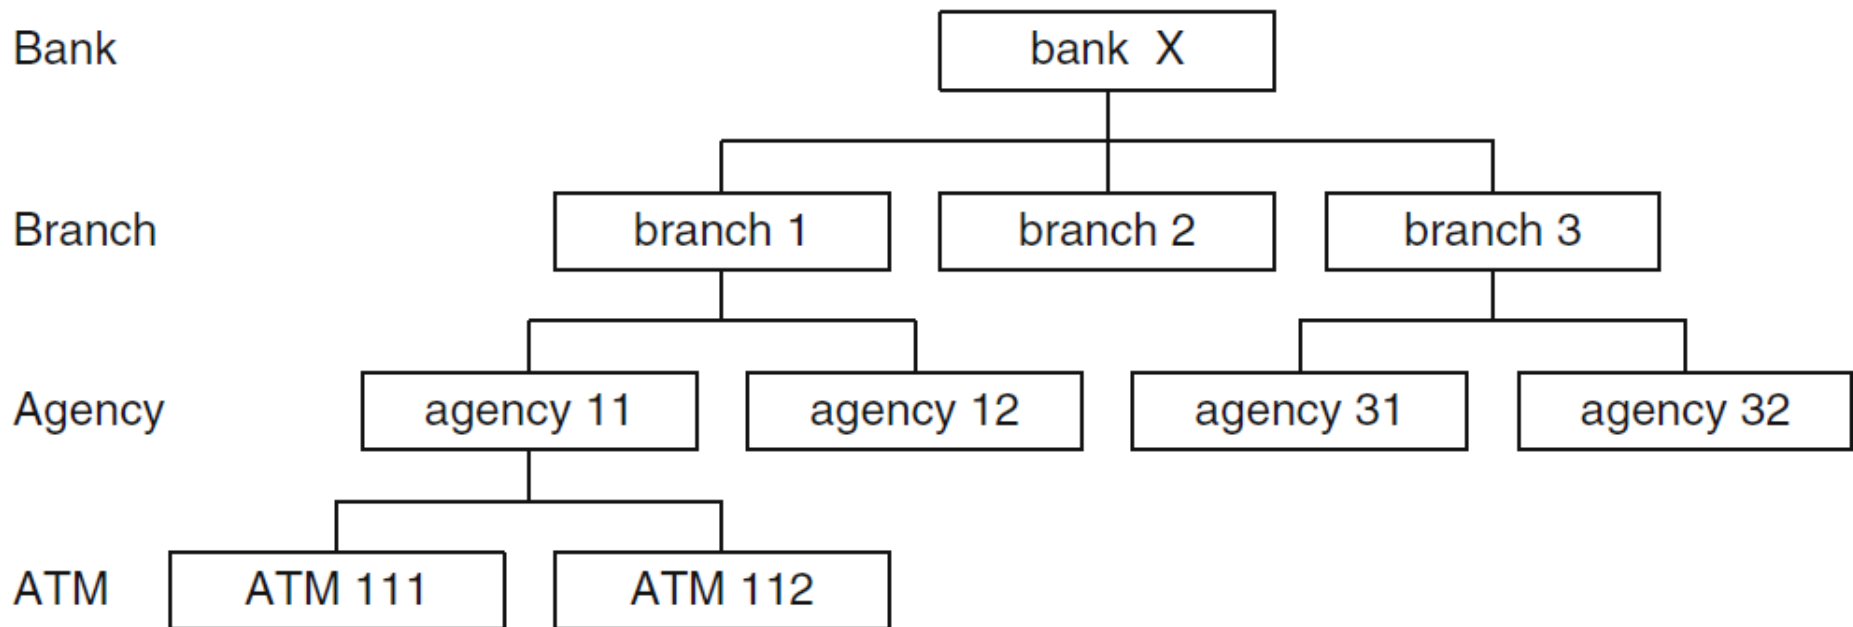 Bank
bank X
Branch
branch 1
branch 2
branch 3
Agency
agency 11
agency 12
agency 31
agency 32
ATM
ATM 111
ATM 112